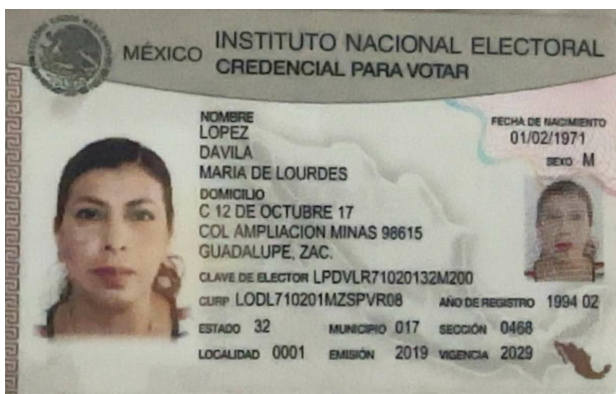 MÉXICO INSTITUTO NACIONAL ELECTORAL
CREDENCIAL PARA VOTAR
NOMBRE
LOPEZ
DAVILA
MARIA DE LOURDES
FECHA DE NACIMIENTO
01/02/1971
SEXO M
DOMICILIO
C 12 DE OCTUBRE 17
COL AMPLIACION MINAS 98615
GUADALUPE, ZAC.
CLAVE DE ELECTOR LPDVLR71020132M200
CURP LODL710201MZSPVR08 AÑO DE REGISTRO 1994 02
ESTADO 32 MUNICIPIO 017 SECCIÓN 0468
LOCALIDAD 0001 EMISIÓN 2019 VIGENCIA 2029